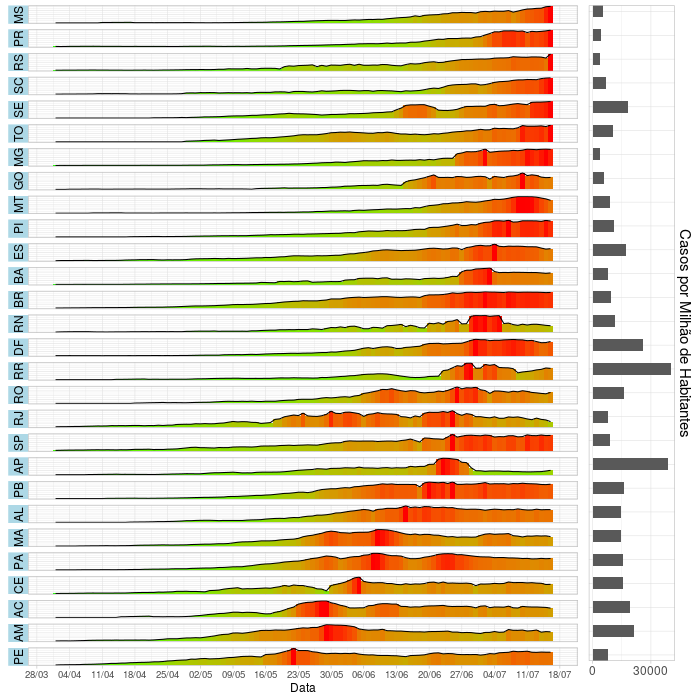 MS
PR
RS
SC
SE
TO
MG
GO
MT
PI
ES
BA
BR
RN
DF
RR
RO
RJ
SP
AP
PB
AL
MA
PA
CE
AC
AM
PE
28/03 04/04 11/04 18/04 25/04 02/05 09/05 16/05 23/05 30/05 06/06 13/06 20/06 27/06 04/07 11/07 18/07
Data
0 30000
Casos por Milhão de Habitantes